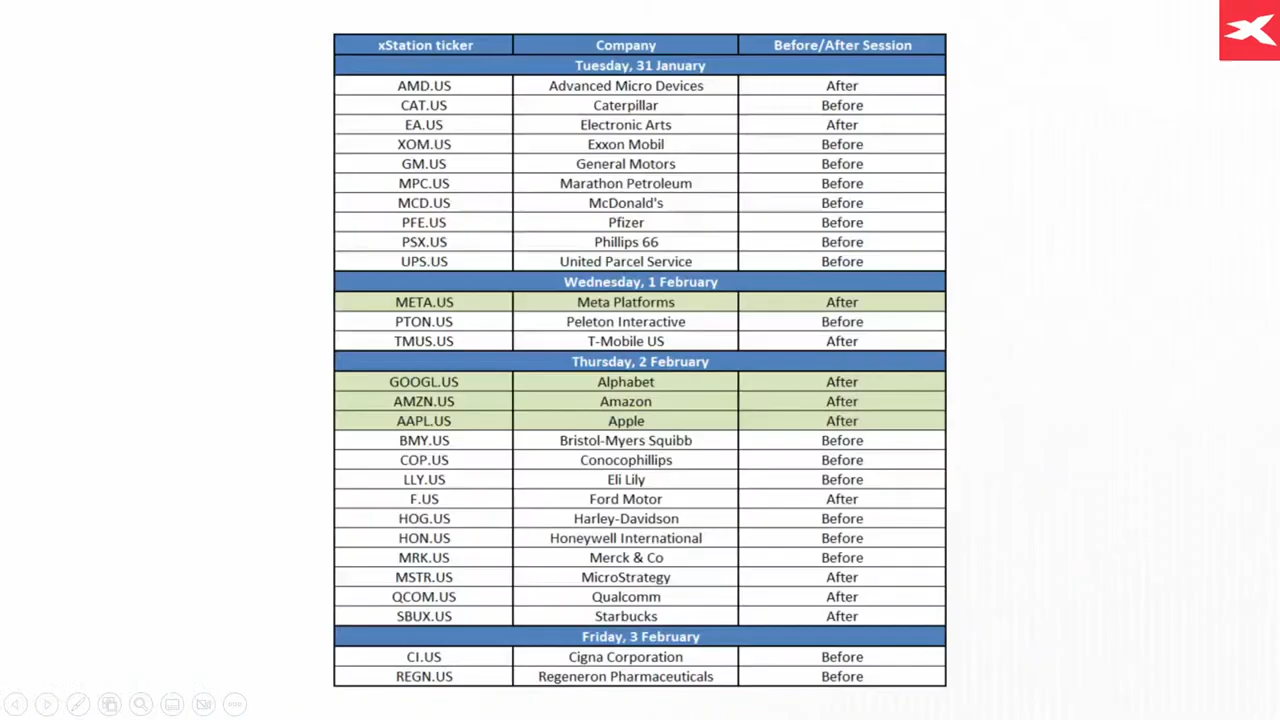 xStation ticker Company Before/After Session
Tuesday, 31 January
AMD.US Advanced Micro Devices After
CAT.US Caterpillar Before
EA.US Electronic Arts After
XOM.US Exxon Mobil Before
GM.US General Motors Before
MPC.US Marathon Petroleum Before
MCD.US McDonald's Before
PFE.US Pfizer Before
PSX.US Phillips 66 Before
UPS.US United Parcel Service Before
Wednesday, 1 February
META.US Meta Platforms After
PTON.US Peleton Interactive Before
TMUS.US T-Mobile US After
Thursday, 2 February
GOOGL.US Alphabet After
AMZN.US Amazon After
AAPL.US Apple After
BMY.US Bristol-Myers Squibb Before
COP.US Conocophillips Before
LLY.US Eli Lily Before
F.US Ford Motor After
HOG.US Harley-Davidson Before
HON.US Honeywell International Before
MRK.US Merck & Co Before
MSTR.US MicroStrategy After
QCOM.US Qualcomm After
SBUX.US Starbucks After
Friday, 3 February
CI.US Cigna Corporation Before
REGN.US Regeneron Pharmaceuticals Before